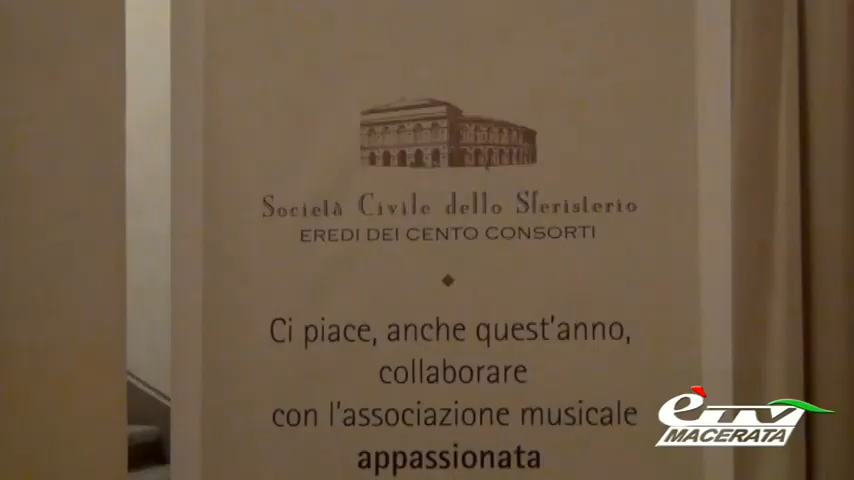 Società Civile dello Sferisterio
EREDI DEI CENTO CONSORTI
Ci piace, anche quest'anno,
collaborare
con l'associazione musicale
appassionata
èTV
MACERATA